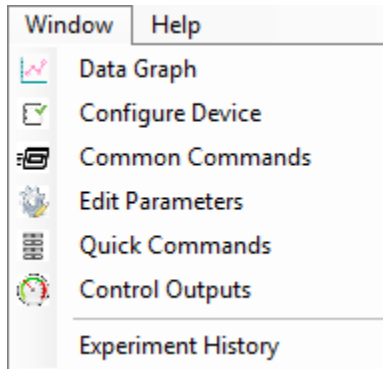 Window Help
Data Graph
Configure Device
Common Commands
Edit Parameters
Quick Commands
Control Outputs
Experiment History